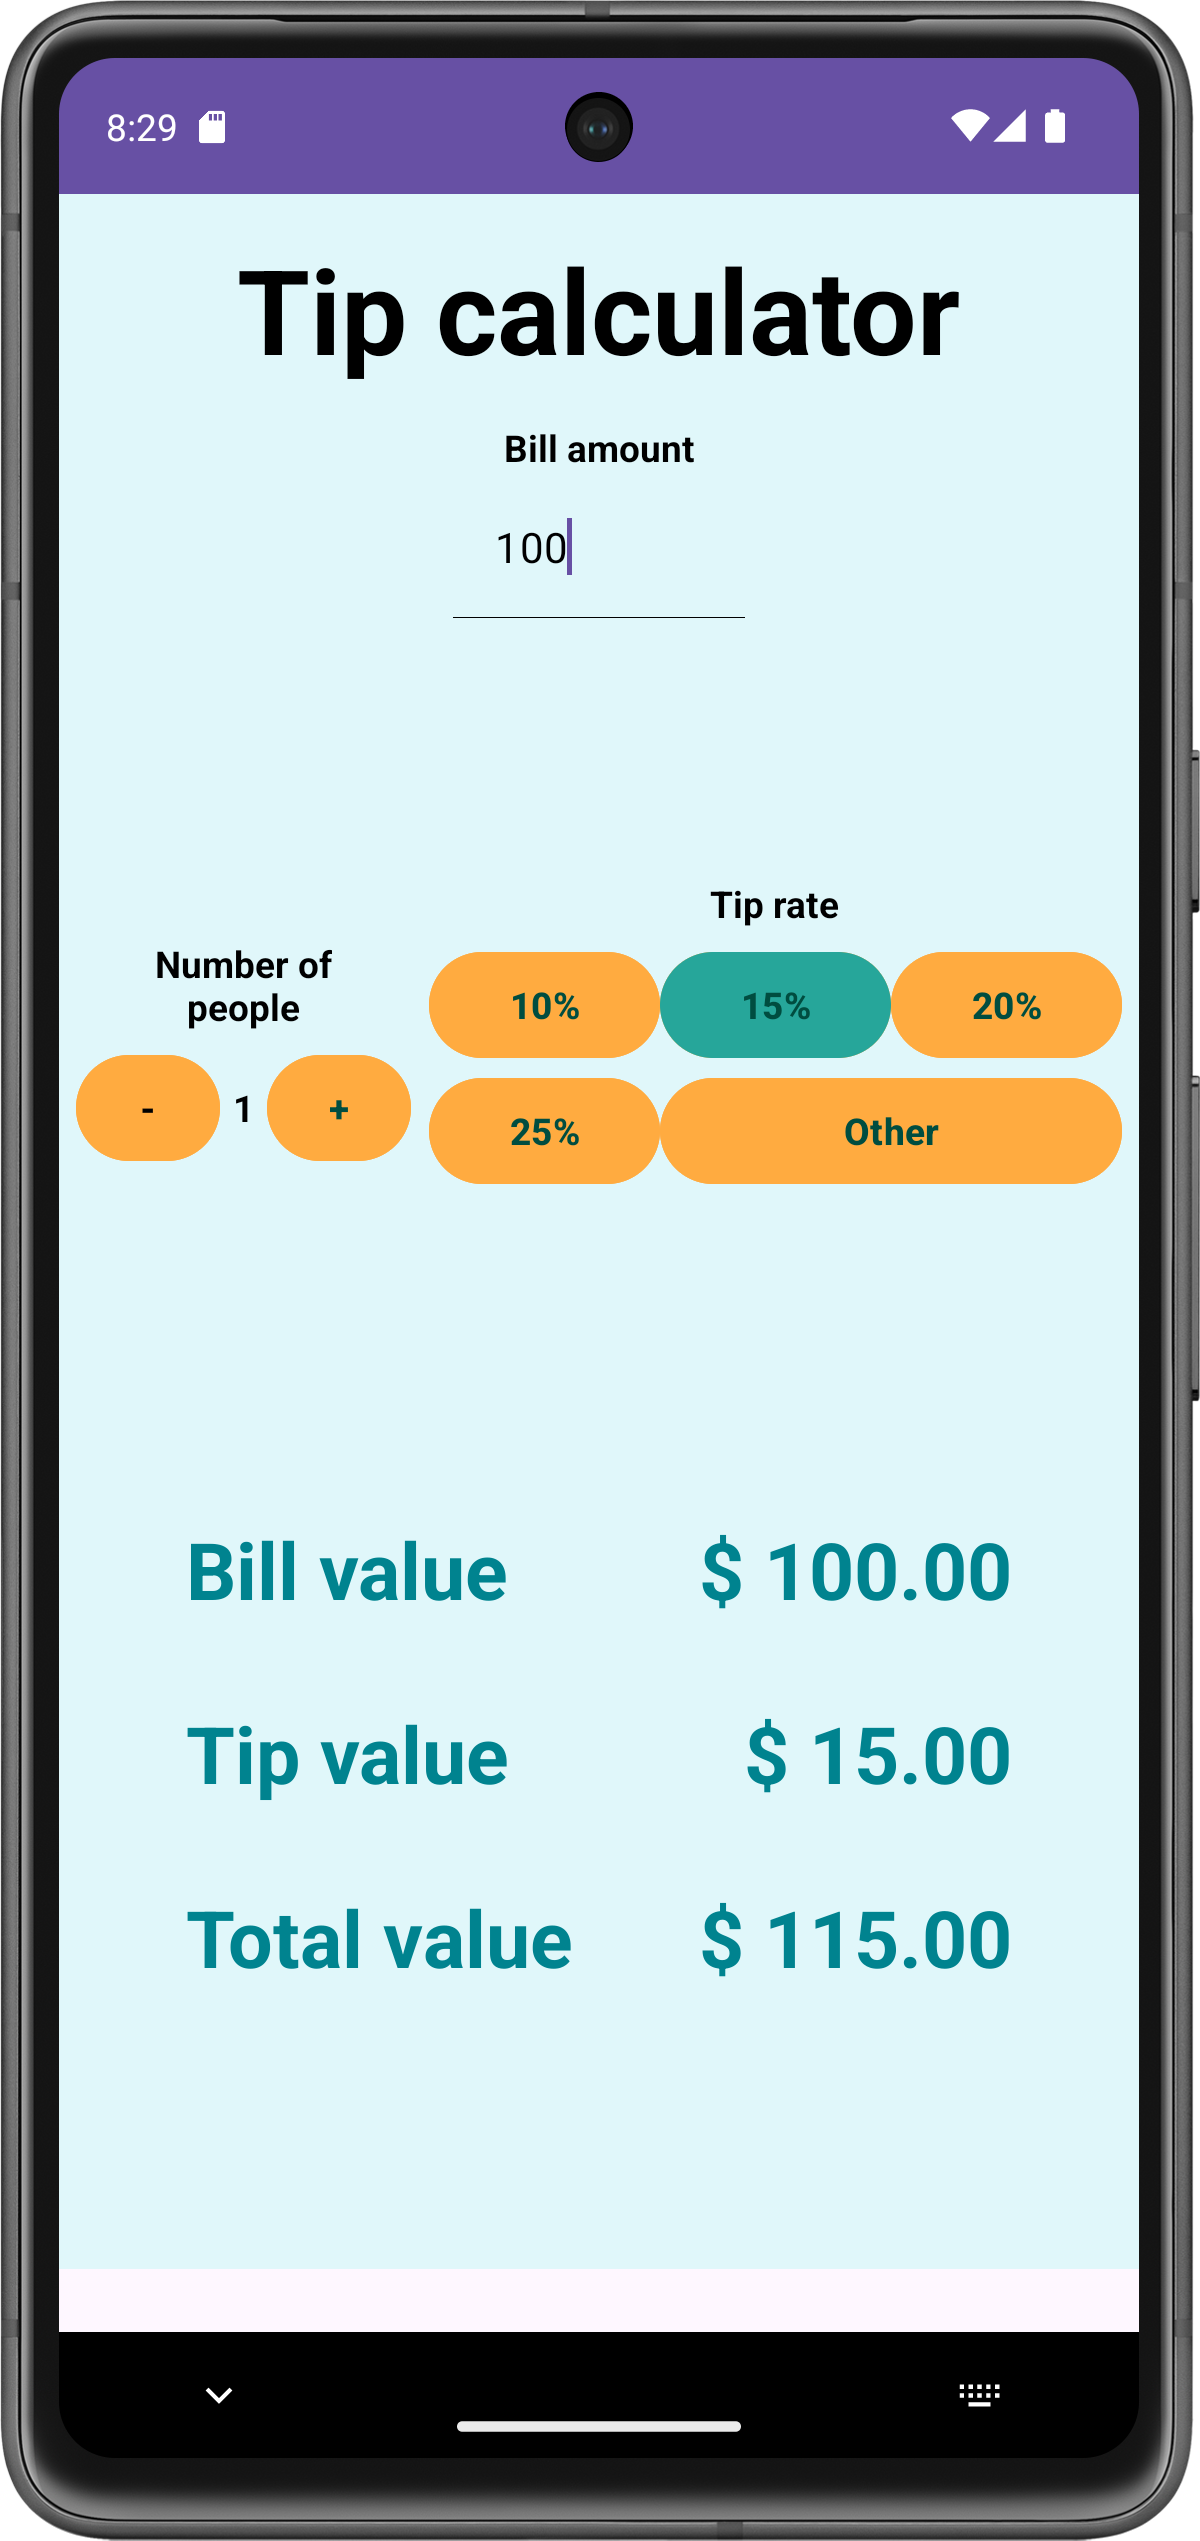 8:29
Tip calculator
Bill amount
100
Tip rate
Number of
people
10% 15% 20%
- 1 +
25% Other
Bill value $ 100.00
Tip value $ 15.00
Total value $ 115.00